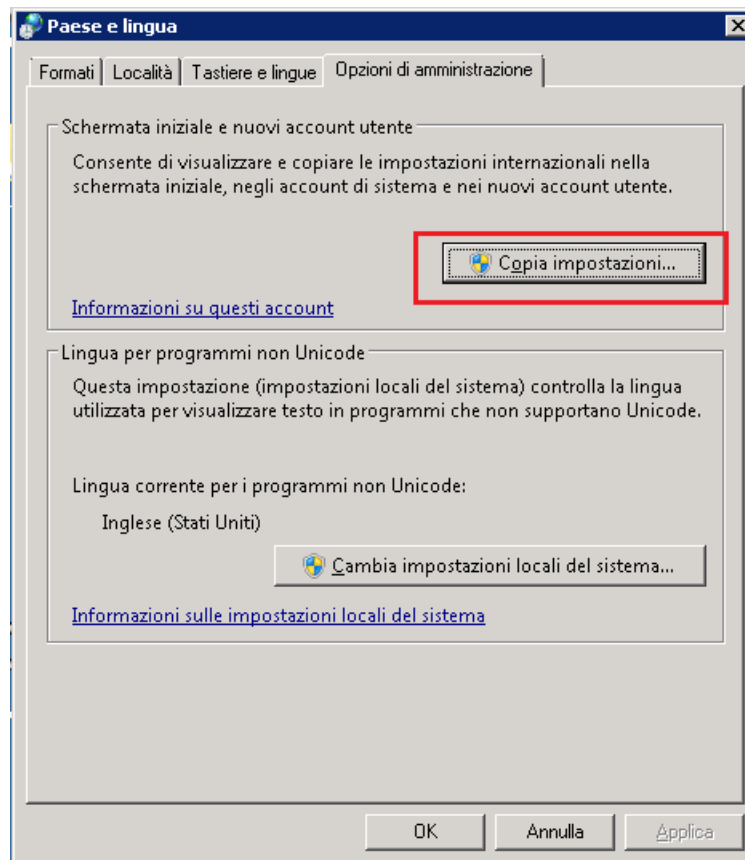 Paese e lingua
Formati Località Tastiere e lingue Opzioni di amministrazione
Schermata iniziale e nuovi account utente
Consente di visualizzare e copiare le impostazioni internazionali nella
schermata iniziale, negli account di sistema e nei nuovi account utente.
Copia impostazioni...
Informazioni su questi account
Lingua per programmi non Unicode
Questa impostazione (impostazioni locali del sistema) controlla la lingua
utilizzata per visualizzare testo in programmi che non supportano Unicode.
Lingua corrente per i programmi non Unicode:
Inglese (Stati Uniti)
Cambia impostazioni locali del sistema...
Informazioni sulle impostazioni locali del sistema
OK Annulla Applica